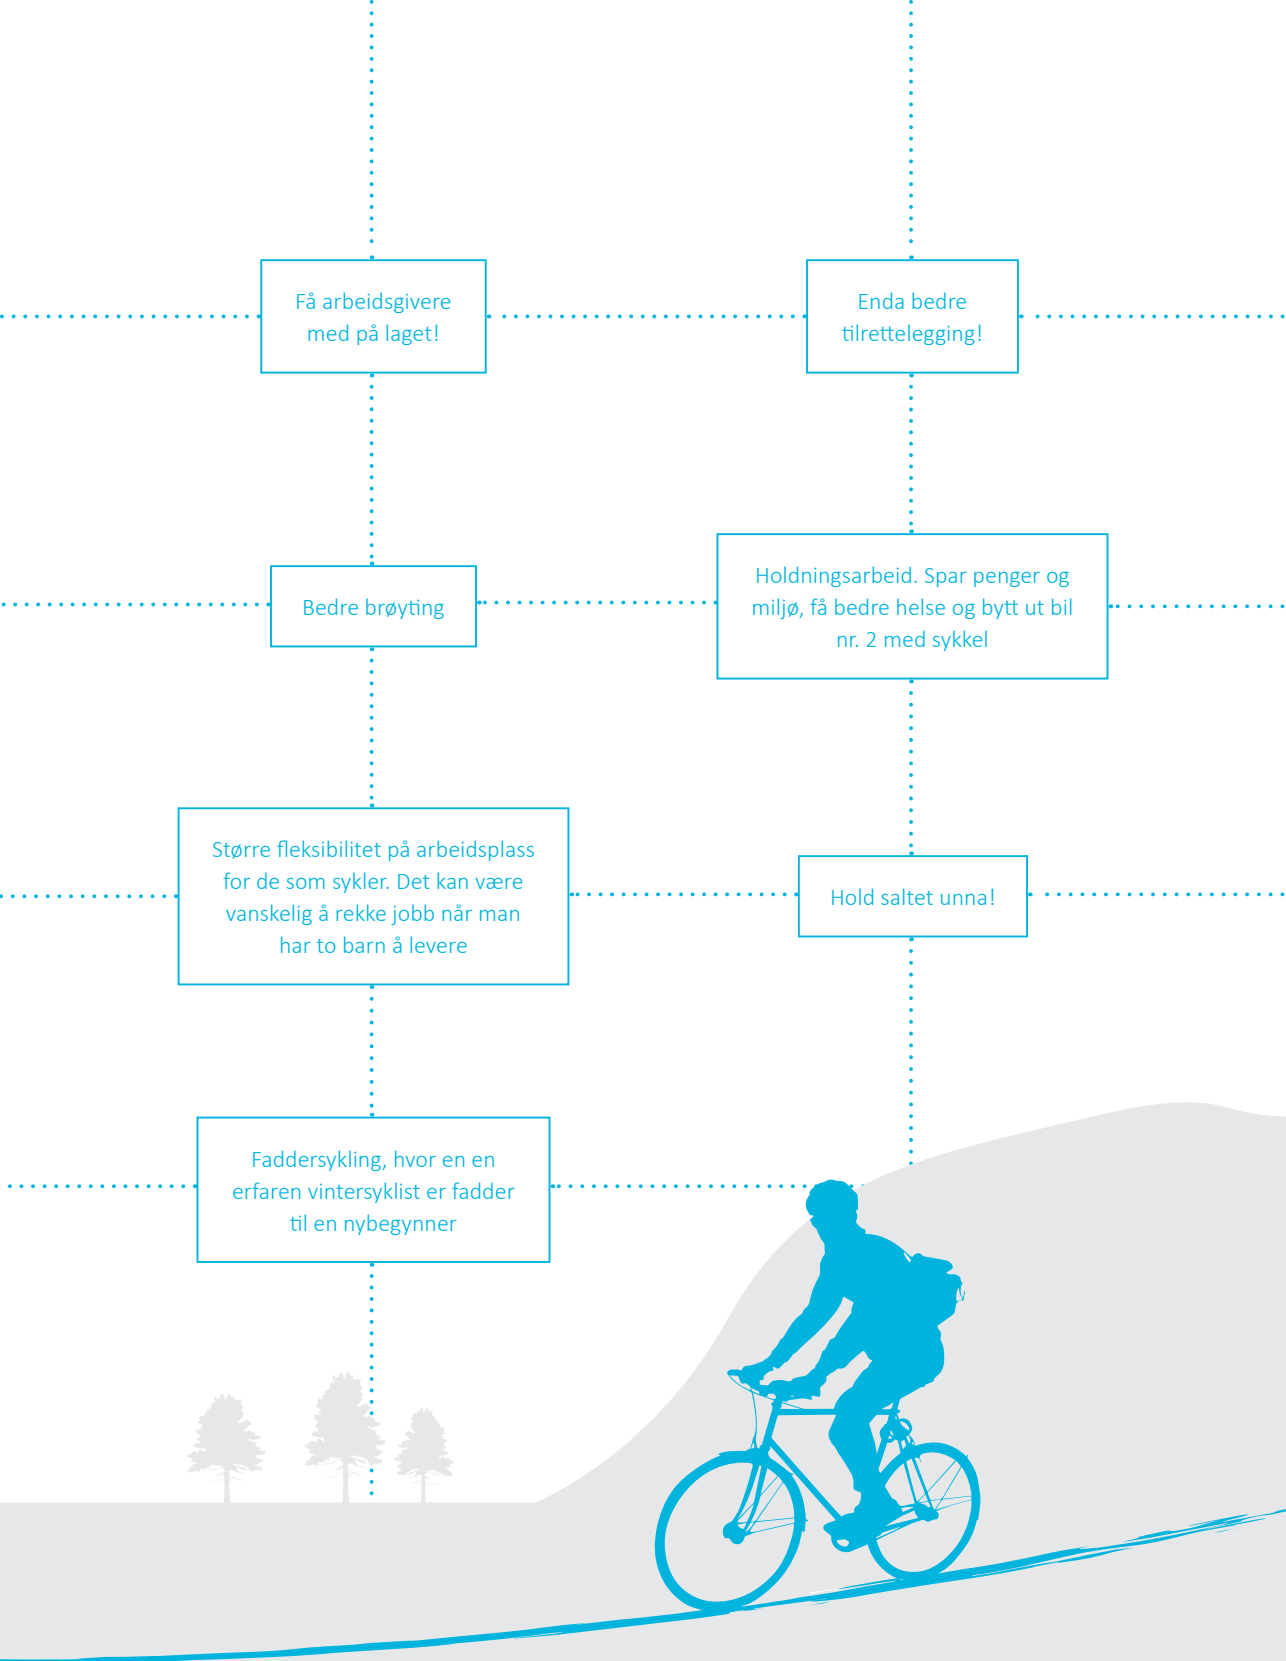 Få arbeidsgivere
med på laget!
Enda bedre
tilrettelegging!
Bedre brøyting
Holdningsarbeid. Spar penger og
miljø, få bedre helse og bytt ut bil
nr. 2 med sykkel
Større fleksibilitet på arbeidsplass
for de som sykler. Det kan være
vanskelig å rekke jobb når man
har to barn å levere
Hold saltet unna!
Faddersykling, hvor en en
erfaren vintersyklist er fadder
til en nybegynner